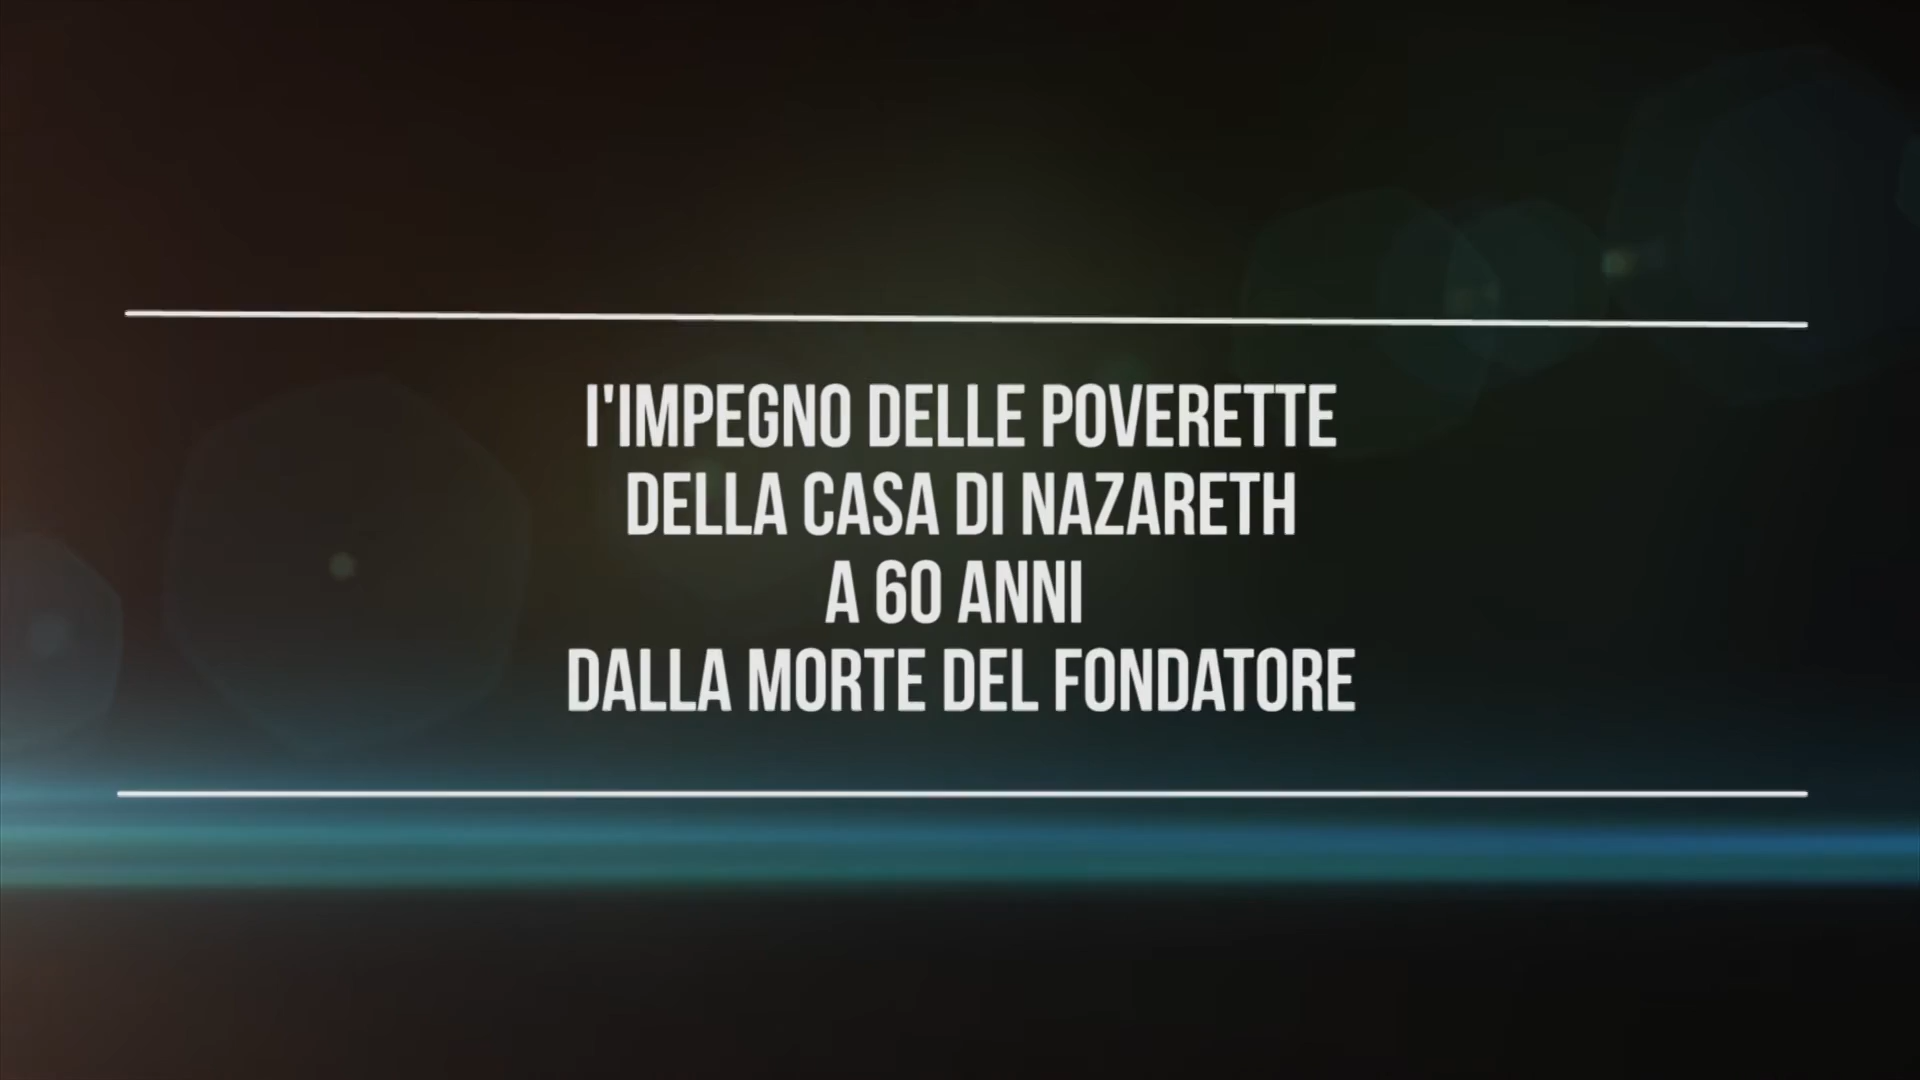 l'IMPEGNO DELLE POVERETTE
DELLA CASA DI NAZARETH
A 60 ANNI
DALLA MORTE DEL FONDATORE